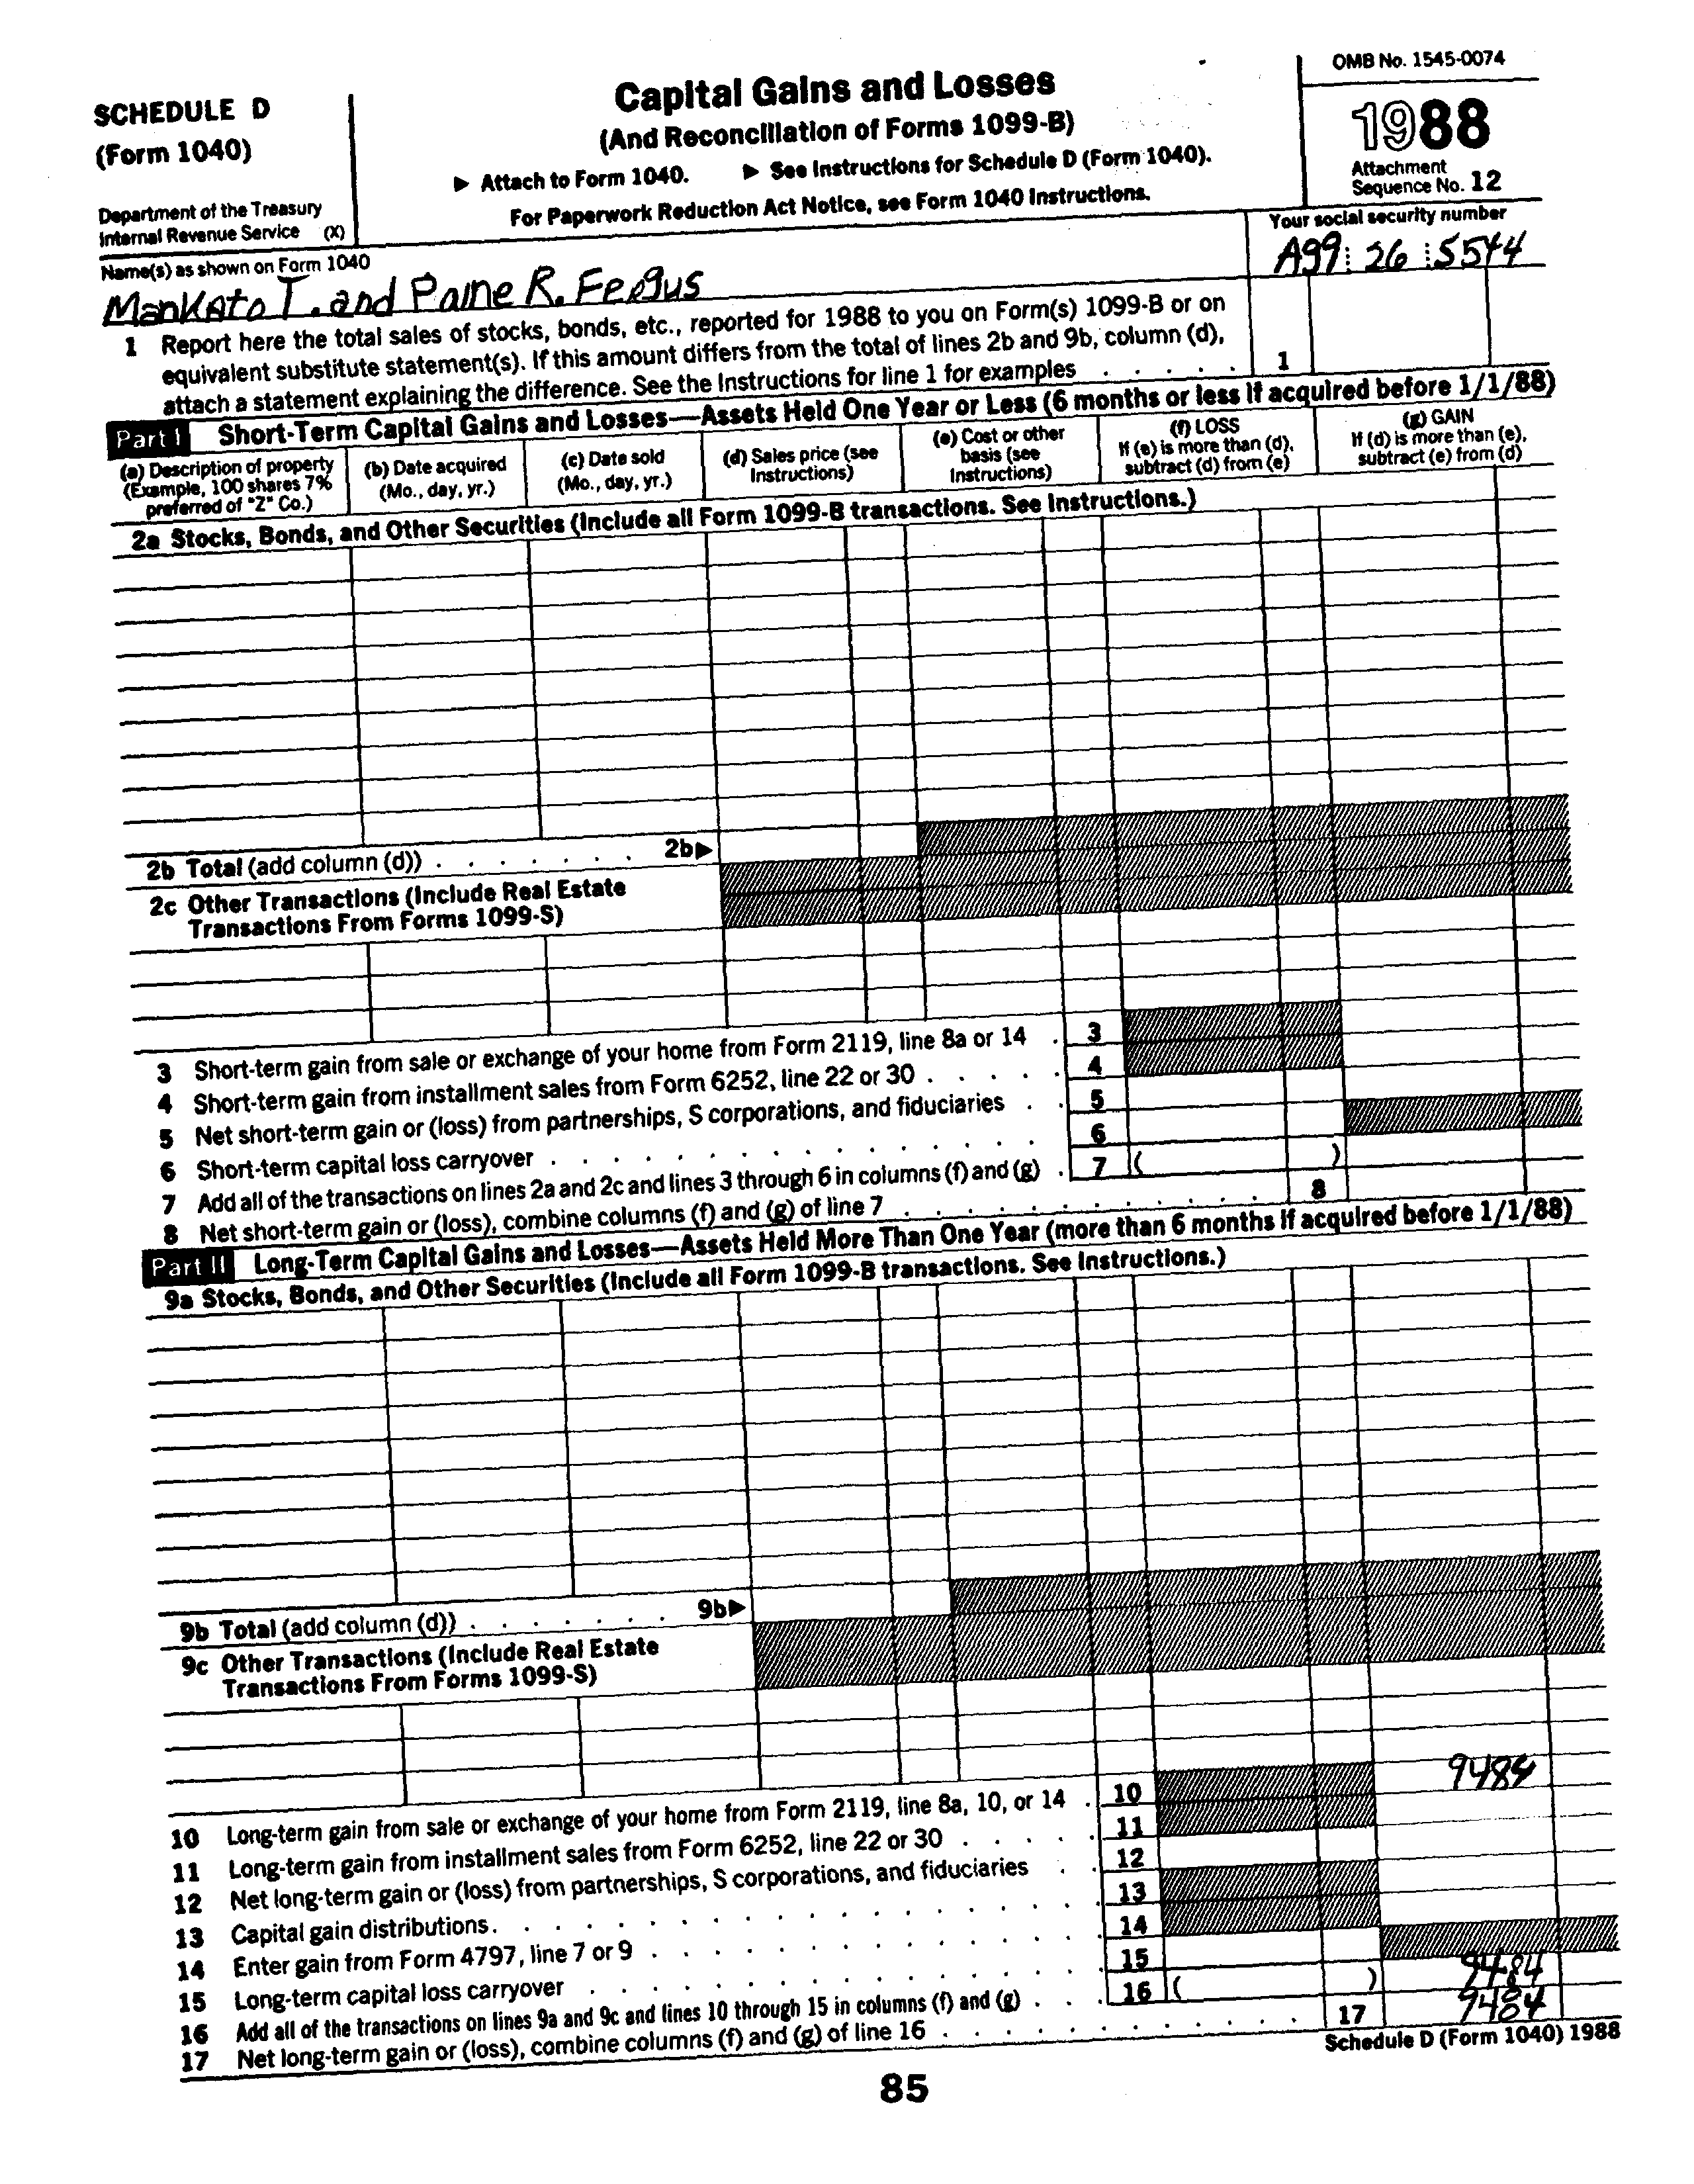 SCHEDULE D
(Form 1040)
Department of the Treasury
Internal Revenue Service (X)
Capital Gains and Losses
(And Reconciliation of Forms 1099-B)
▶ Attach to Form 1040. ▶ See Instructions for Schedule D (Form 1040).
For Paperwork Reduction Act Notice, see Form 1040 Instructions.
OMB No. 1545-0074
1988
Attachment
Sequence No. 12
Name(s) as shown on Form 1040
Mankato T. and Paine R. Fergus
Your social security number
A99 26 5544
1 Report here the total sales of stocks, bonds, etc., reported for 1988 to you on Form(s) 1099-B or on
equivalent substitute statement(s). If this amount differs from the total of lines 2b and 9b, column (d),
attach a statement explaining the difference. See the Instructions for line 1 for examples . . . . . 1
Part I Short-Term Capital Gains and Losses—Assets Held One Year or Less (6 months or less if acquired before 1/1/88)
(a) Description of property
(Example, 100 shares 7%
preferred of "Z" Co.)
(b) Date acquired
(Mo., day, yr.)
(c) Date sold
(Mo., day, yr.)
(d) Sales price (see
Instructions)
(e) Cost or other
basis (see
Instructions)
(f) LOSS
If (e) is more than (d),
subtract (d) from (e)
(g) GAIN
If (d) is more than (e),
subtract (e) from (d)
2a Stocks, Bonds, and Other Securities (Include all Form 1099-B transactions. See Instructions.)
2b Total (add column (d)) . . . . . . . 2b▶
2c Other Transactions (Include Real Estate
Transactions From Forms 1099-S)
3 Short-term gain from sale or exchange of your home from Form 2119, line 8a or 14 . 3
4 Short-term gain from installment sales from Form 6252, line 22 or 30 . . . . . 4
5 Net short-term gain or (loss) from partnerships, S corporations, and fiduciaries . . 5
6 Short-term capital loss carryover . . . . . . . . . . . . . . 6
7 Add all of the transactions on lines 2a and 2c and lines 3 through 6 in columns (f) and (g) . 7 ( )
8 Net short-term gain or (loss), combine columns (f) and (g) of line 7 . . . . . . . . . . . 8
Part II Long-Term Capital Gains and Losses—Assets Held More Than One Year (more than 6 months if acquired before 1/1/88)
9a Stocks, Bonds, and Other Securities (Include all Form 1099-B transactions. See Instructions.)
9b Total (add column (d)) . . . . . . . 9b▶
9c Other Transactions (Include Real Estate
Transactions From Forms 1099-S)
10 Long-term gain from sale or exchange of your home from Form 2119, line 8a, 10, or 14 . 10 9484
11 Long-term gain from installment sales from Form 6252, line 22 or 30 . . . . . 11
12 Net long-term gain or (loss) from partnerships, S corporations, and fiduciaries . . 12
13 Capital gain distributions . . . . . . . . . . . . . . . . . . 13
14 Enter gain from Form 4797, line 7 or 9 . . . . . . . . . . . . . 14
15 Long-term capital loss carryover . . . . . . . . . . . . . . . 15
16 Add all of the transactions on lines 9a and 9c and lines 10 through 15 in columns (f) and (g) . . . 16 ( ) 9484
17 Net long-term gain or (loss), combine columns (f) and (g) of line 16 . . . . . . . . . . . . 17 9484
Schedule D (Form 1040) 1988
85